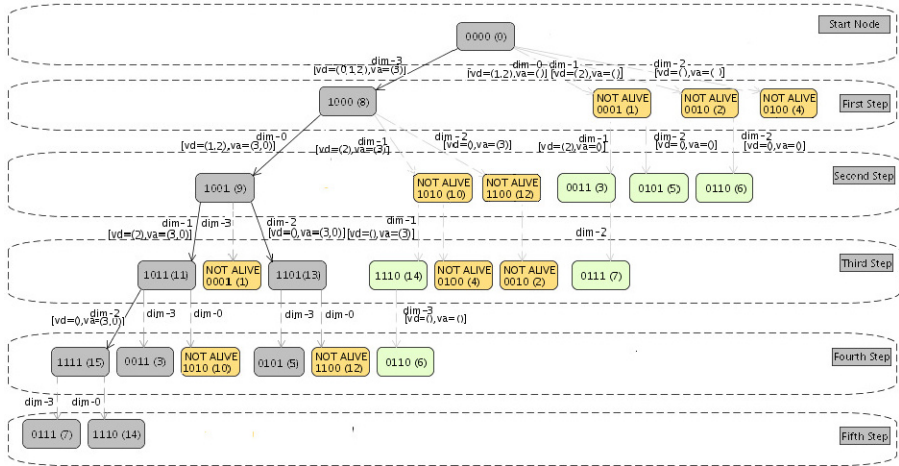 Start Node
0000 (0)
dim-3
[vd=(0,1,2),va=(3)]
dim-0
[vd=(1,2),va=()]
dim-1
[vd=(2),va=()]
dim-2
[vd=(),va=()]
First Step
1000 (8)
NOT ALIVE
0001 (1)
NOT ALIVE
0010 (2)
NOT ALIVE
0100 (4)
dim-0
[vd=(1,2),va=(3,0)]
dim-1
[vd=(2),va=(3)]
dim-2
[vd=(),va=(3)]
dim-1
[vd=(2),va=()]
dim-2
[vd=(),va=()]
dim-2
[vd=(),va=()]
Second Step
1001 (9)
NOT ALIVE
1010 (10)
NOT ALIVE
1100 (12)
0011 (3)
0101 (5)
0110 (6)
dim-1
[vd=(2),va=(3,0)]
dim-3
dim-2
[vd=(),va=(3,0)]
dim-1
[vd=(),va=(3)]
dim-2
Third Step
1011(11)
NOT ALIVE
0001 (1)
1101(13)
1110 (14)
NOT ALIVE
0100 (4)
NOT ALIVE
0010 (2)
0111 (7)
dim-2
[vd=(),va=(3,0)]
dim-3
dim-0
dim-3
dim-0
dim-3
[vd=(),va=()]
Fourth Step
1111 (15)
0011 (3)
NOT ALIVE
1010 (10)
0101 (5)
NOT ALIVE
1100 (12)
0110 (6)
dim-3
dim-0
Fifth Step
0111 (7)
1110 (14)